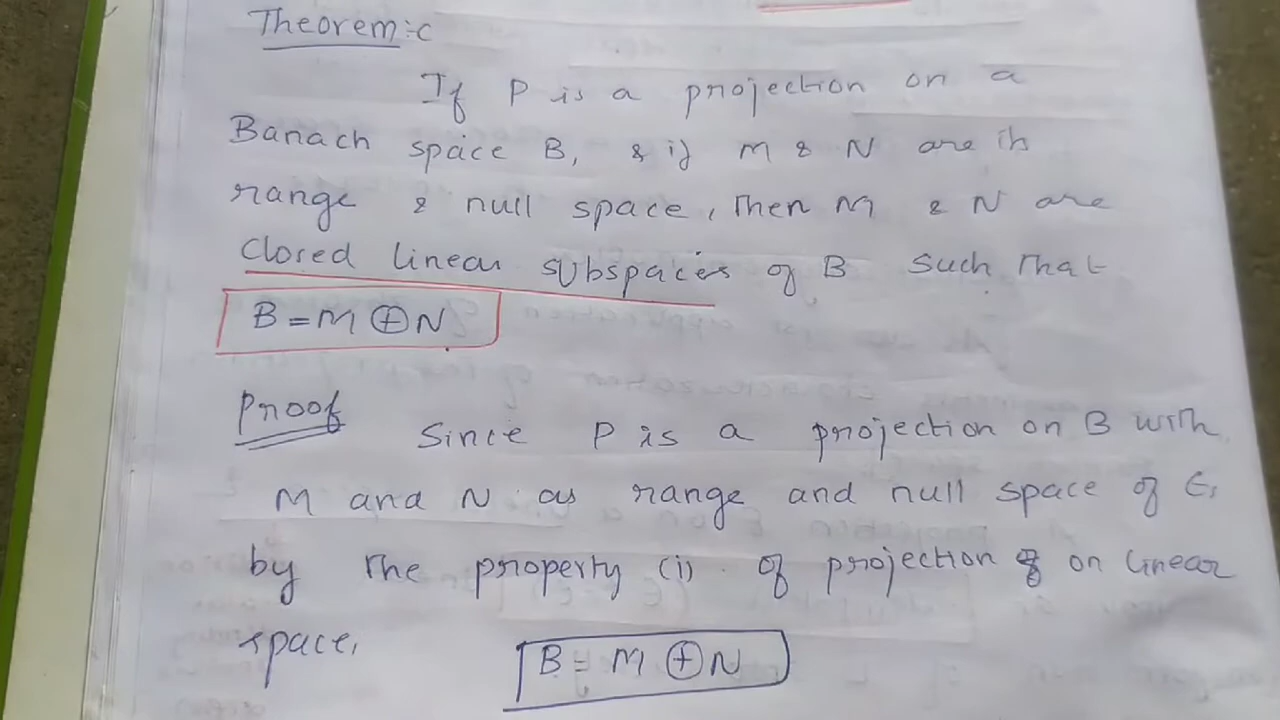 Theorem:-
If P is a projection on a
Banach space B, & if M & N are its
range & null space, Then M & N are
closed linear subspaces of B such that
B = M ⊕ N
Proof Since P is a projection on B with
M and N as range and null space of E,
by the property (i) of projection on linear
space,
B = M ⊕ N